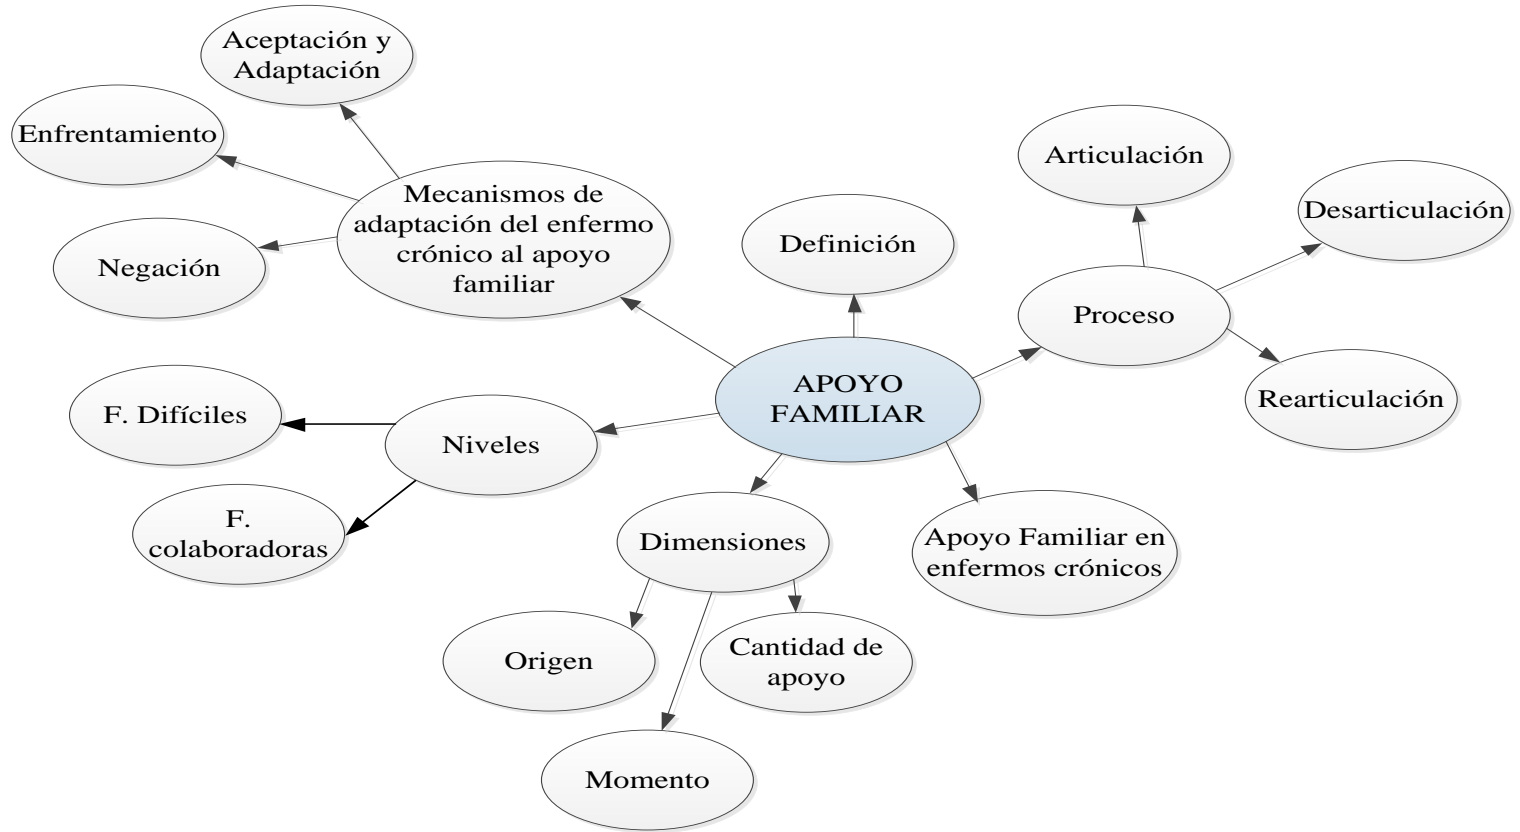 Aceptación y
Adaptación
Enfrentamiento
Negación
Mecanismos de
adaptación del enfermo
crónico al apoyo
familiar
Definición
Articulación
Desarticulación
Proceso
Rearticulación
APOYO
FAMILIAR
F. Difíciles
Niveles
F.
colaboradoras
Dimensiones
Apoyo Familiar en
enfermos crónicos
Origen
Cantidad de
apoyo
Momento